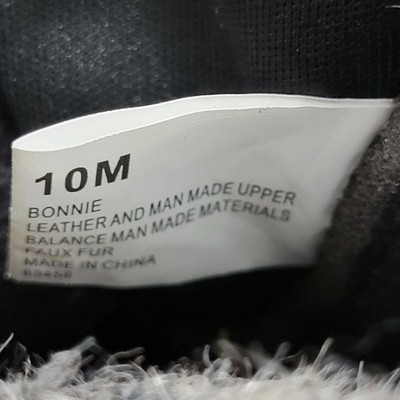 10M
BONNIE
LEATHER AND MAN MADE UPPER
BALANCE MAN MADE MATERIALS
FAUX FUR
MADE IN CHINA